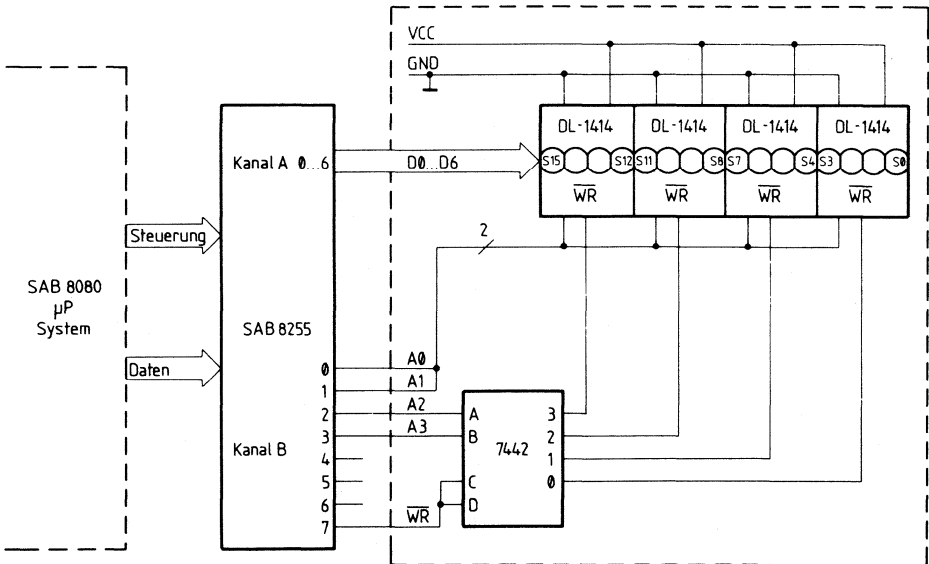 VCC
GND
DL-1414 DL-1414 DL-1414 DL-1414
Kanal A 0...6
D0...D6
S15 S12 S11 S8 S7 S4 S3 S0
WR WR WR WR
2
Steuerung
SAB 8080
µP
System
SAB 8255
Daten
0 A0
1 A1
2 A2 A 3
3 A3 B 2
Kanal B
7442
4 1
5 C 0
6 D
7 WR